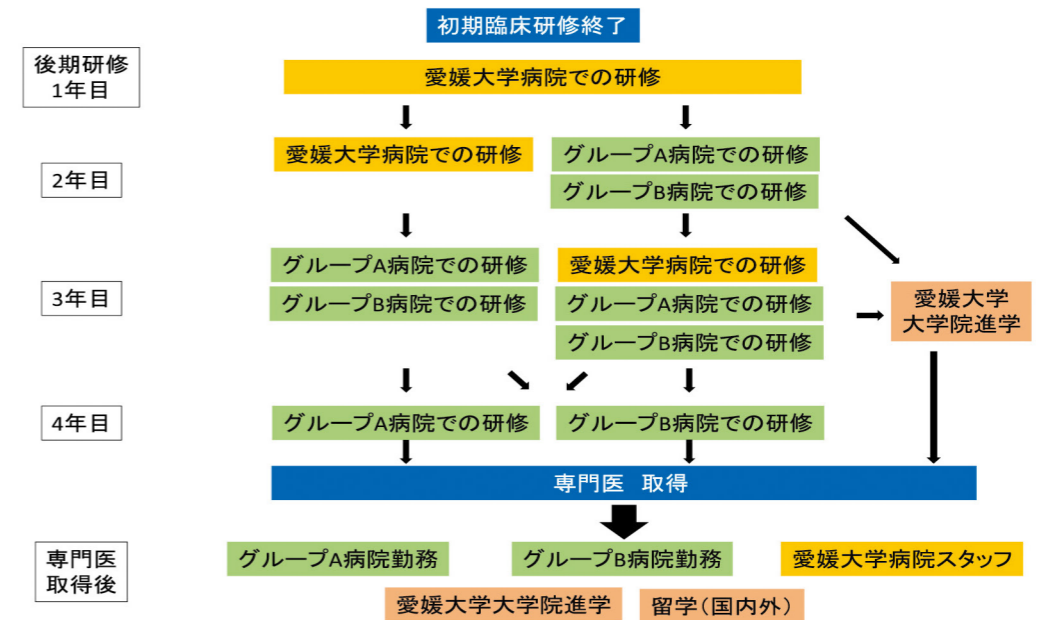 初期臨床研修終了
後期研修
1年目
愛媛大学病院での研修
2年目
愛媛大学病院での研修
グループA病院での研修
グループB病院での研修
3年目
グループA病院での研修
グループB病院での研修
愛媛大学病院での研修
グループA病院での研修
グループB病院での研修
愛媛大学
大学院進学
4年目
グループA病院での研修
グループB病院での研修
専門医 取得
専門医
取得後
グループA病院勤務
グループB病院勤務
愛媛大学病院スタッフ
愛媛大学大学院進学
留学(国内外)